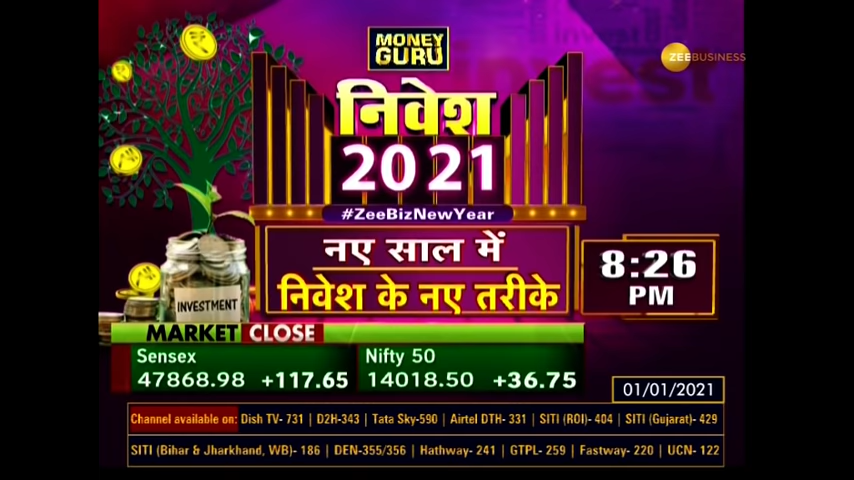 MONEY
GURU
ZEEBUSINESS
invest
निवेश
2021
#ZeeBizNewYear
नए साल में
निवेश के नए तरीके
8:26
PM
INVESTMENT
MARKET CLOSE
Sensex
47868.98 +117.65
Nifty 50
14018.50 +36.75
01/01/2021
Channel available on: Dish TV- 731 | D2H-343 | Tata Sky-590 | Airtel DTH- 331 | SITI (ROI)- 404 | SITI (Gujarat)- 429
SITI (Bihar & Jharkhand, WB)- 186 | DEN-355/356 | Hathway- 241 | GTPL- 259 | Fastway- 220 | UCN- 122